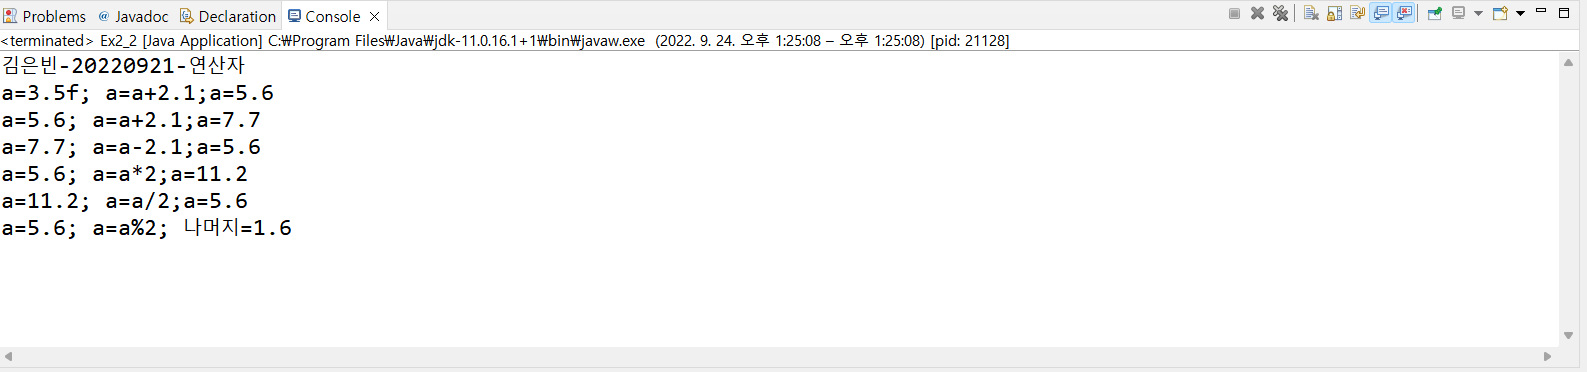 Problems @ Javadoc Declaration Console
<terminated> Ex2_2 [Java Application] C:₩Program Files₩Java₩jdk-11.0.16.1+1₩bin₩javaw.exe (2022. 9. 24. 오후 1:25:08 – 오후 1:25:08) [pid: 21128]
김은빈-20220921-연산자
a=3.5f; a=a+2.1;a=5.6
a=5.6; a=a+2.1;a=7.7
a=7.7; a=a-2.1;a=5.6
a=5.6; a=a*2;a=11.2
a=11.2; a=a/2;a=5.6
a=5.6; a=a%2; 나머지=1.6